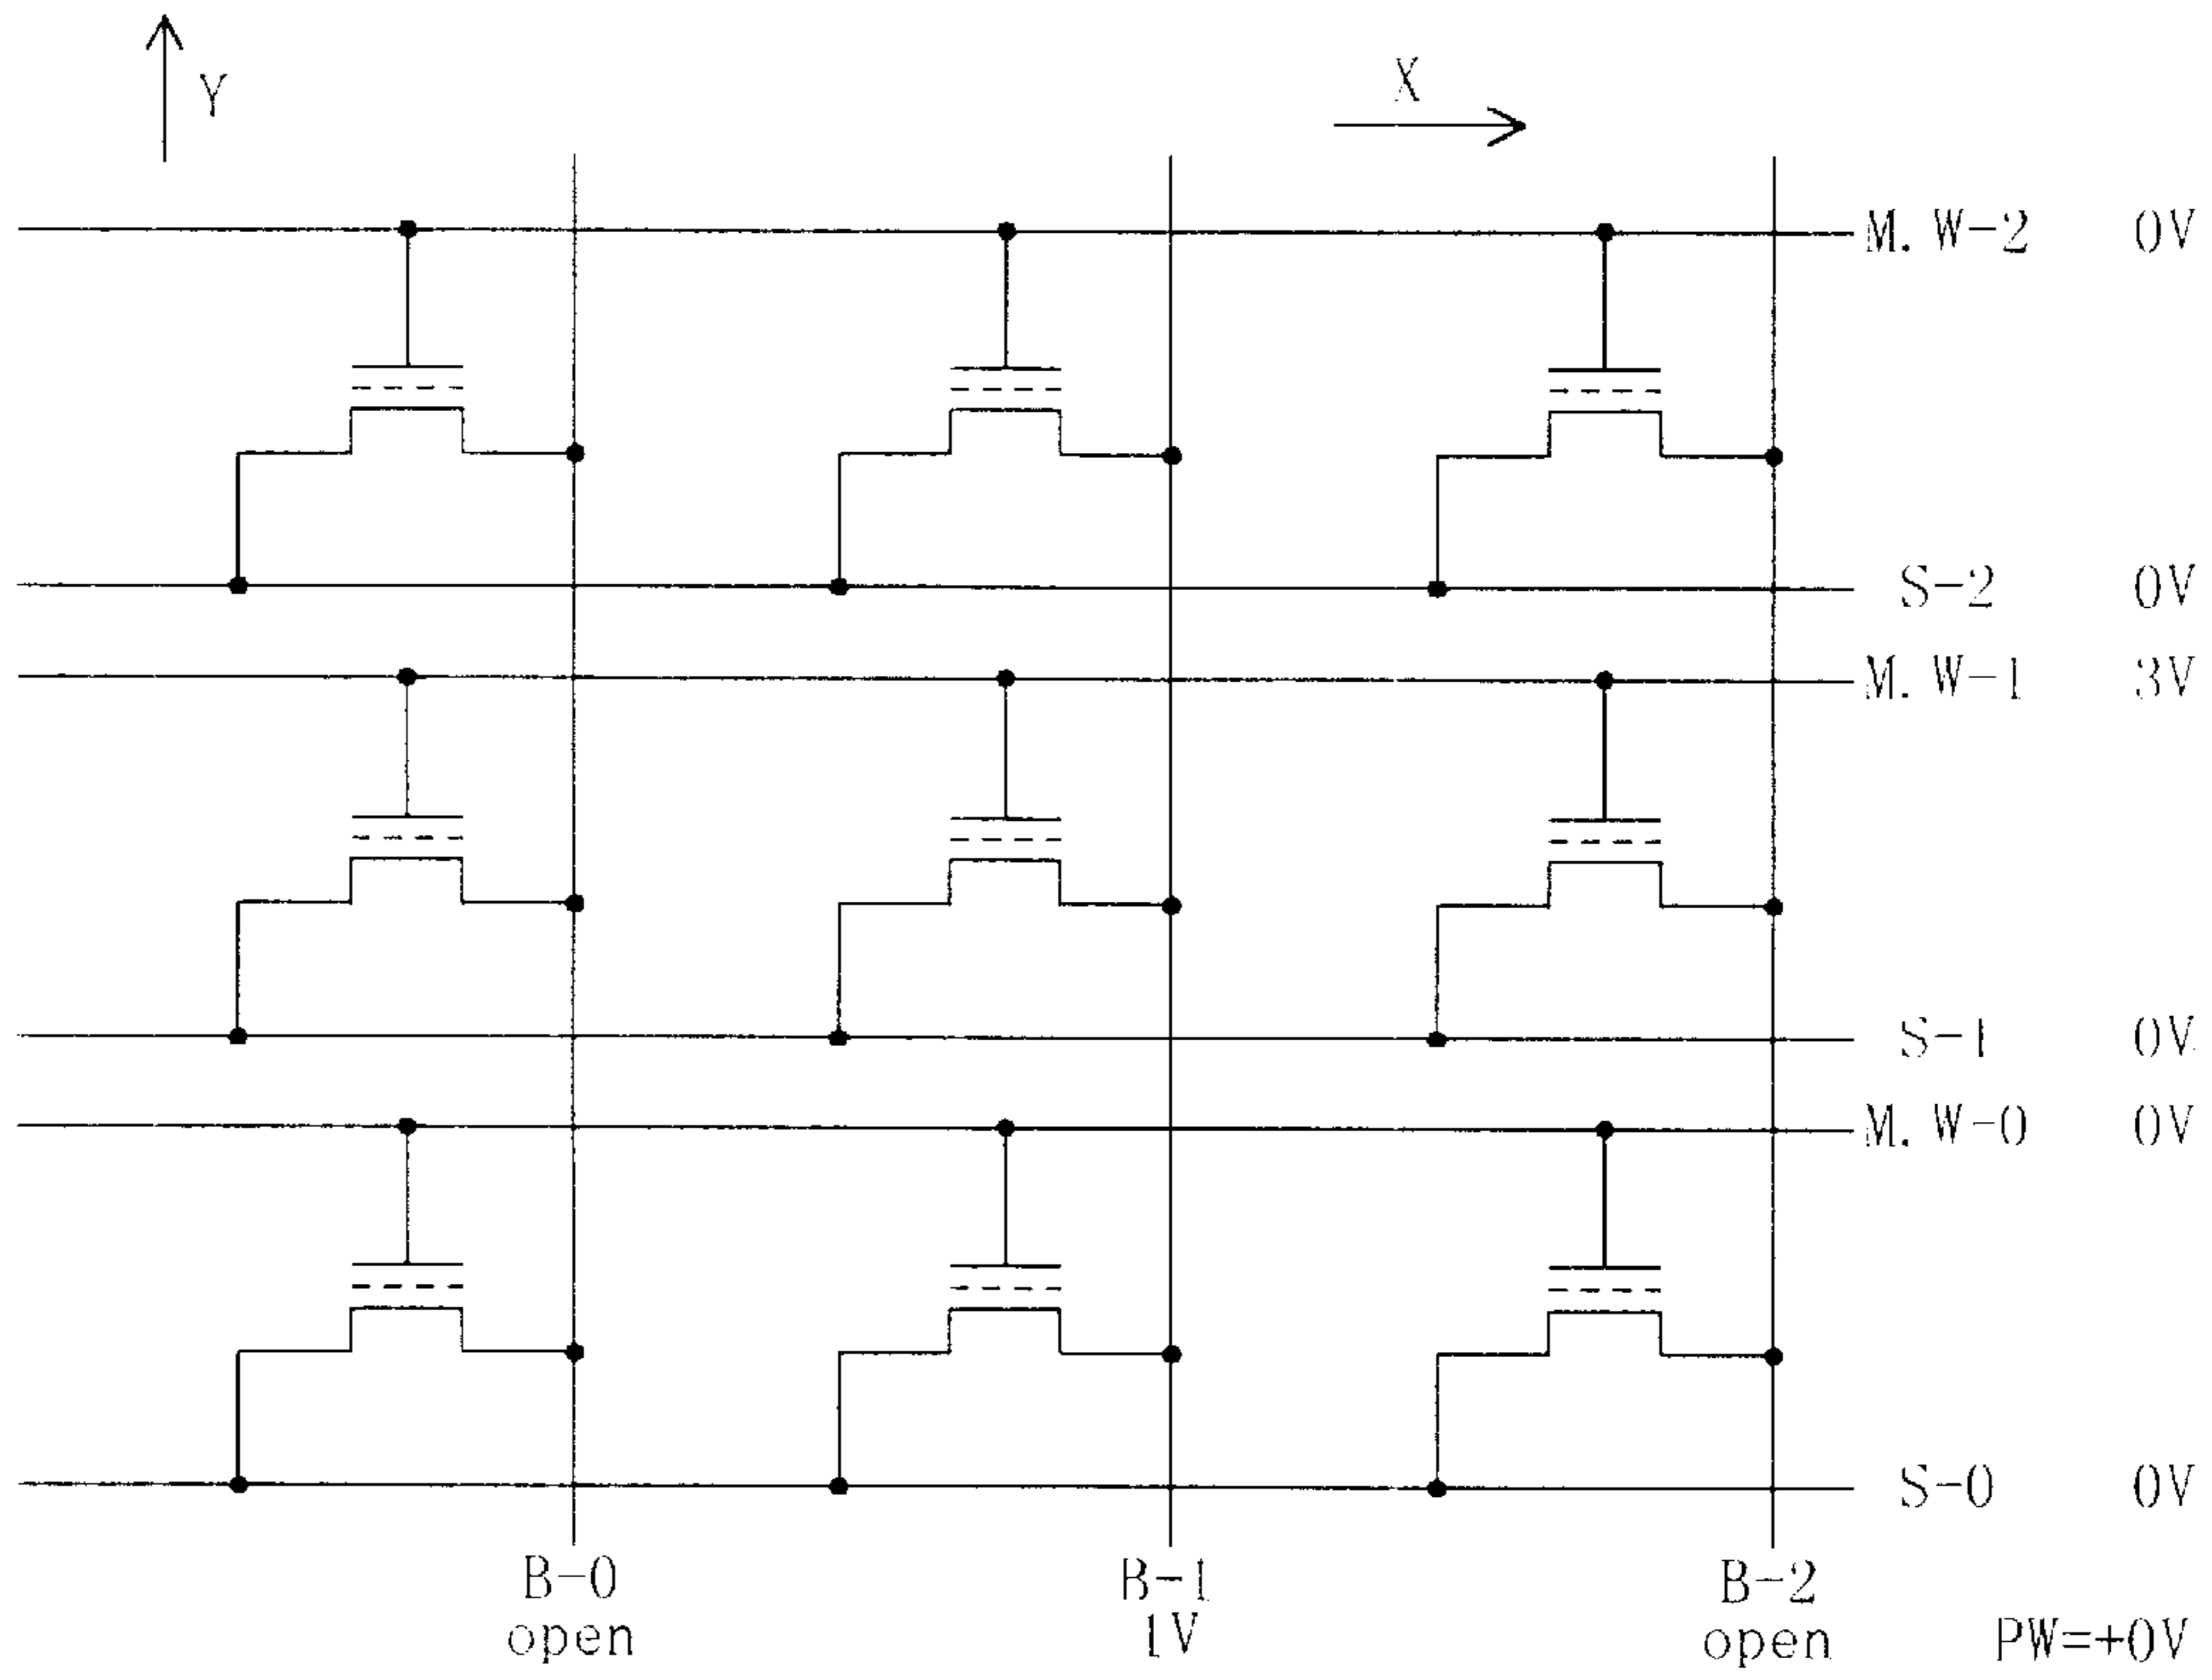 Y
X
M.W-2 0V
S-2 0V
M.W-1 3V
S-1 0V
M.W-0 0V
S-0 0V
B-0 B-1 B-2
open 1V open PW=+0V